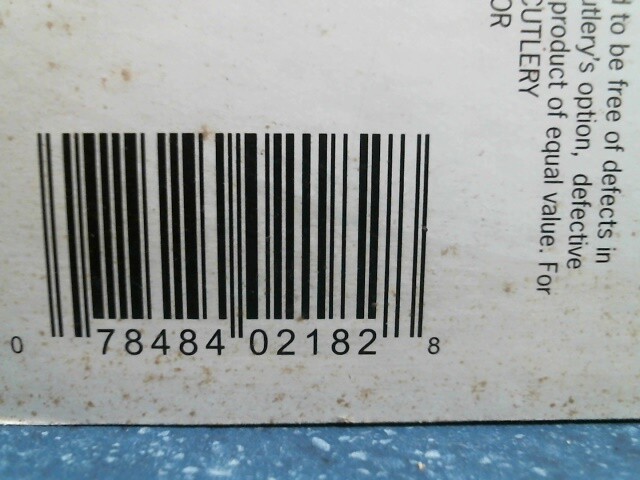 d to be free of defects in
utlery's option, defective
product of equal value. For
CUTLERY
OR
0 78484 02182 8